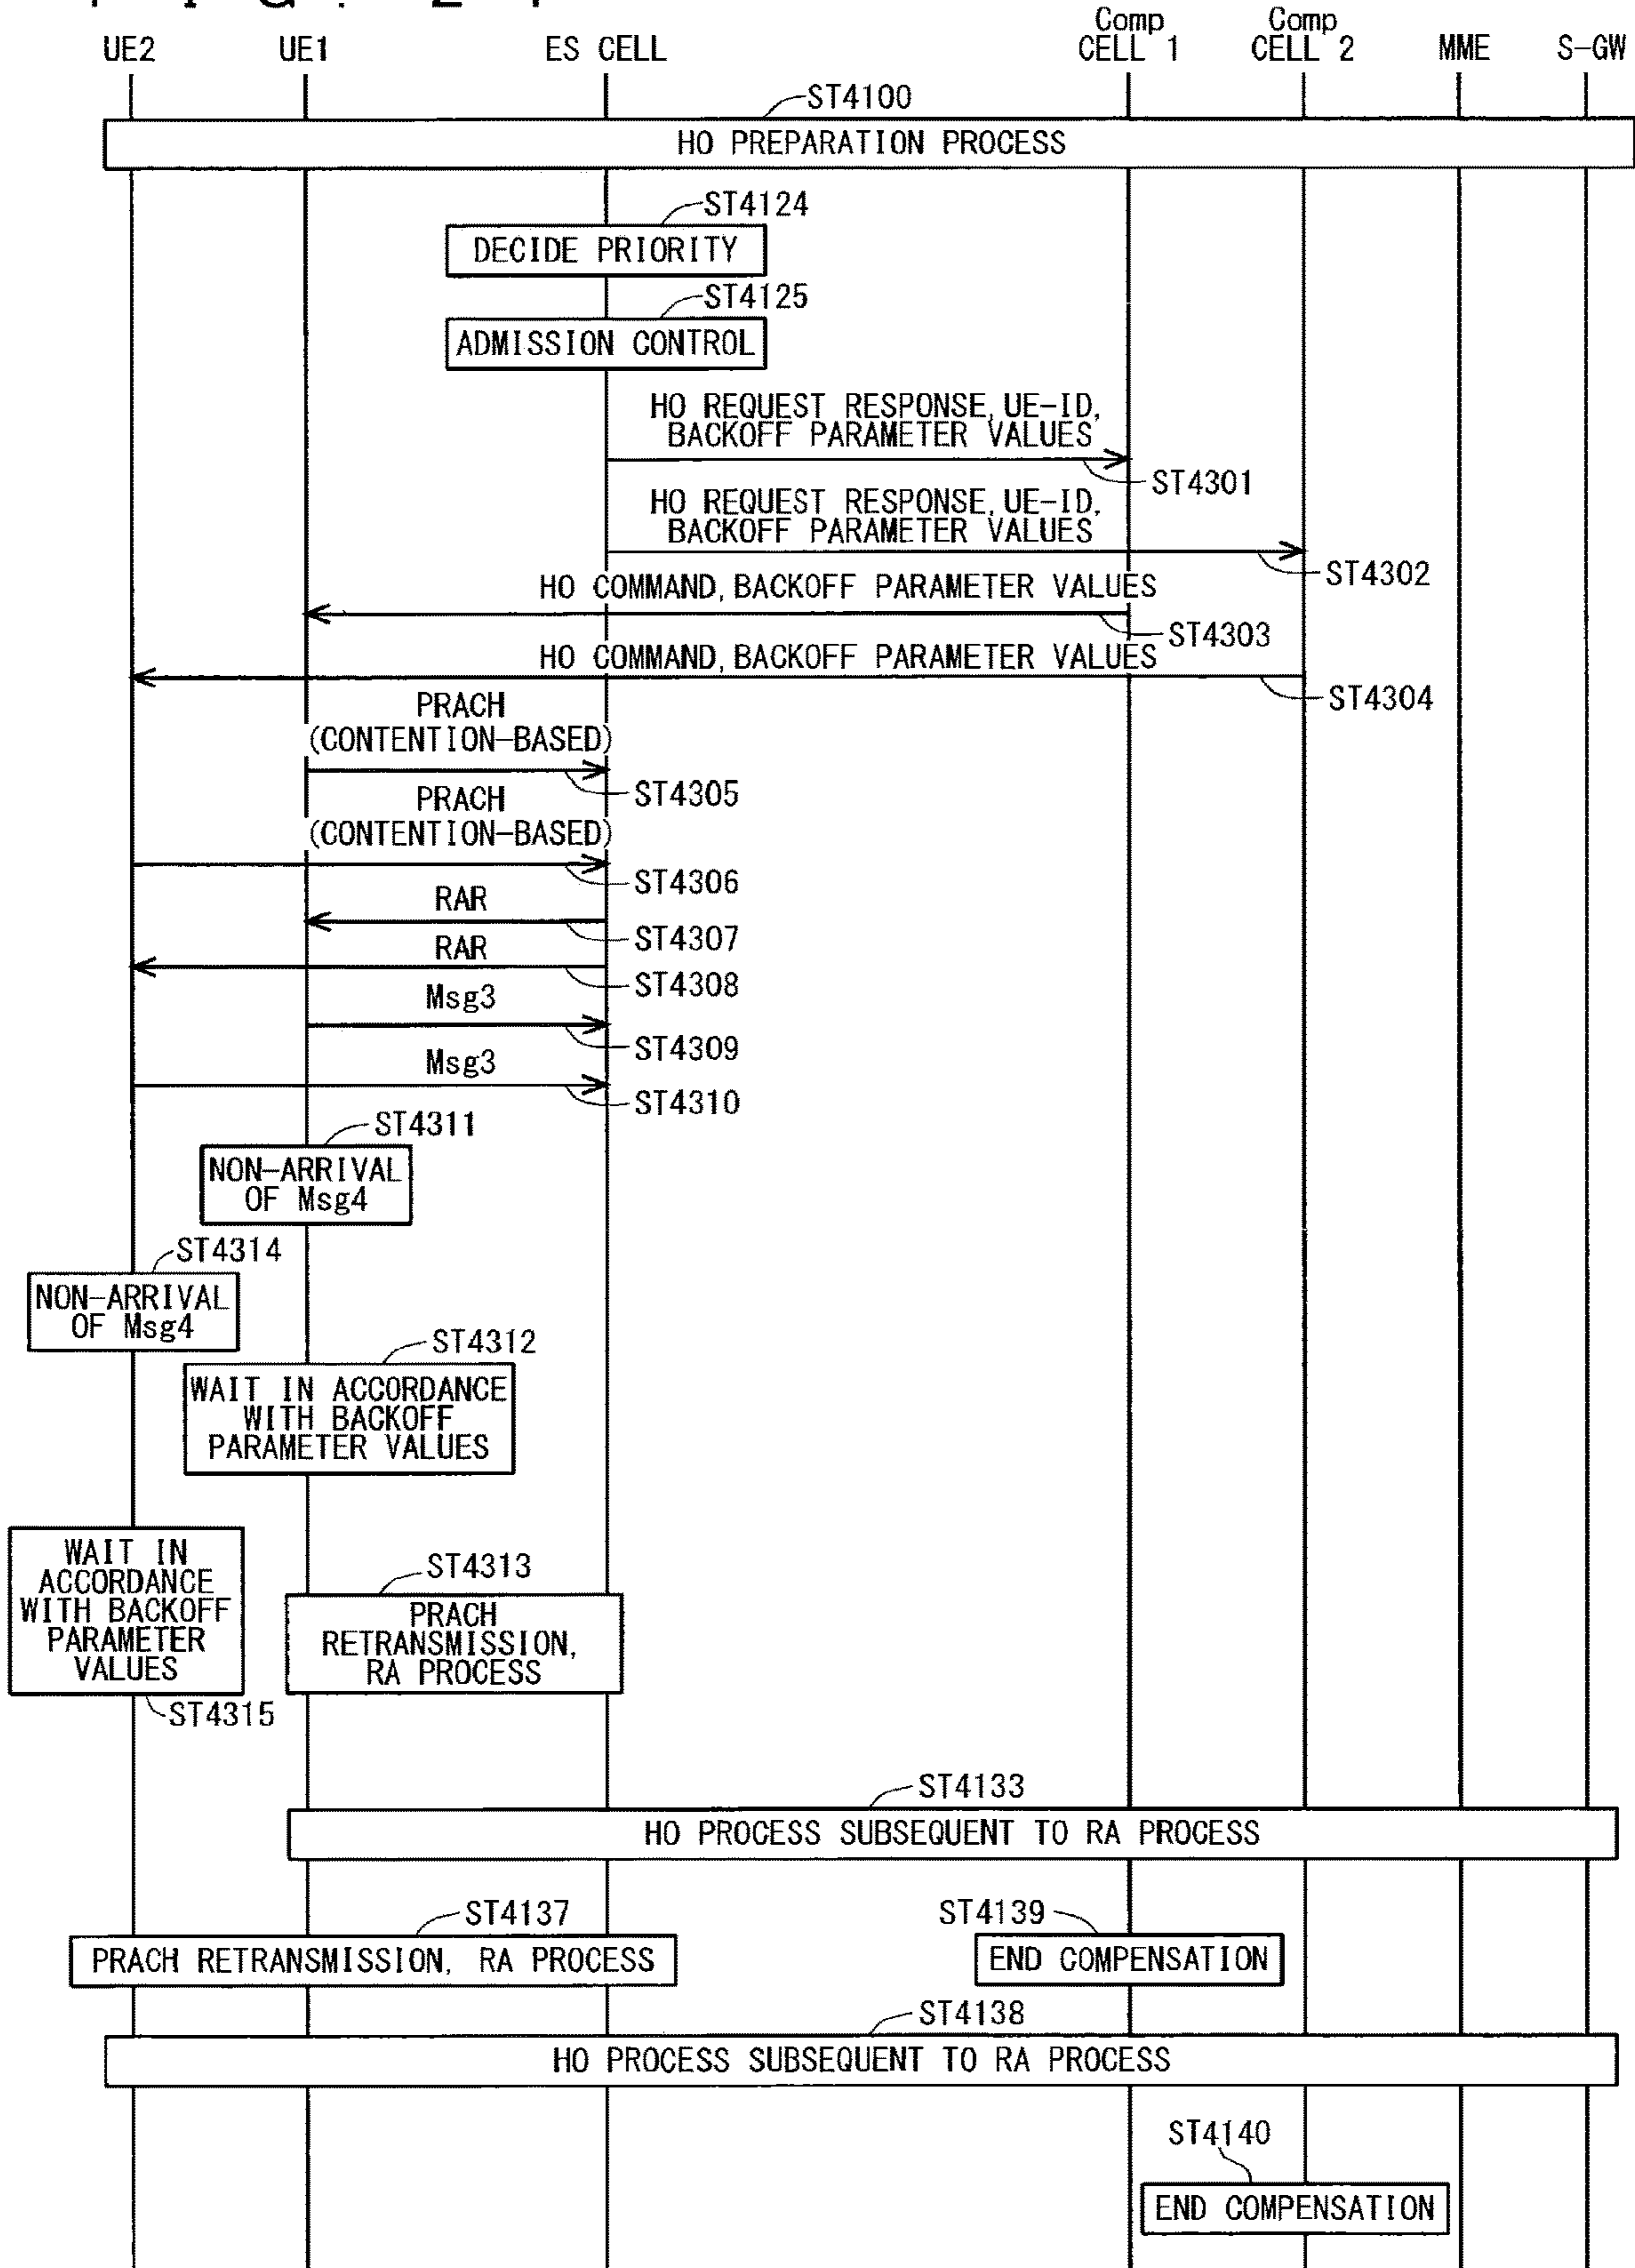 UE2
UE1
ES CELL
Comp
CELL 1
Comp
CELL 2
MME
S-GW
ST4100
HO PREPARATION PROCESS
ST4124
DECIDE PRIORITY
ST4125
ADMISSION CONTROL
HO REQUEST RESPONSE, UE-ID,
BACKOFF PARAMETER VALUES
ST4301
HO REQUEST RESPONSE, UE-ID,
BACKOFF PARAMETER VALUES
ST4302
HO COMMAND, BACKOFF PARAMETER VALUES
ST4303
HO COMMAND, BACKOFF PARAMETER VALUES
ST4304
PRACH
(CONTENTION-BASED)
ST4305
PRACH
(CONTENTION-BASED)
ST4306
RAR
ST4307
RAR
ST4308
Msg3
ST4309
Msg3
ST4310
ST4311
NON-ARRIVAL
OF Msg4
ST4314
NON-ARRIVAL
OF Msg4
ST4312
WAIT IN ACCORDANCE
WITH BACKOFF
PARAMETER VALUES
WAIT IN
ACCORDANCE
WITH BACKOFF
PARAMETER
VALUES
ST4315
ST4313
PRACH
RETRANSMISSION,
RA PROCESS
ST4133
HO PROCESS SUBSEQUENT TO RA PROCESS
ST4137
PRACH RETRANSMISSION, RA PROCESS
ST4139
END COMPENSATION
ST4138
HO PROCESS SUBSEQUENT TO RA PROCESS
ST4140
END COMPENSATION